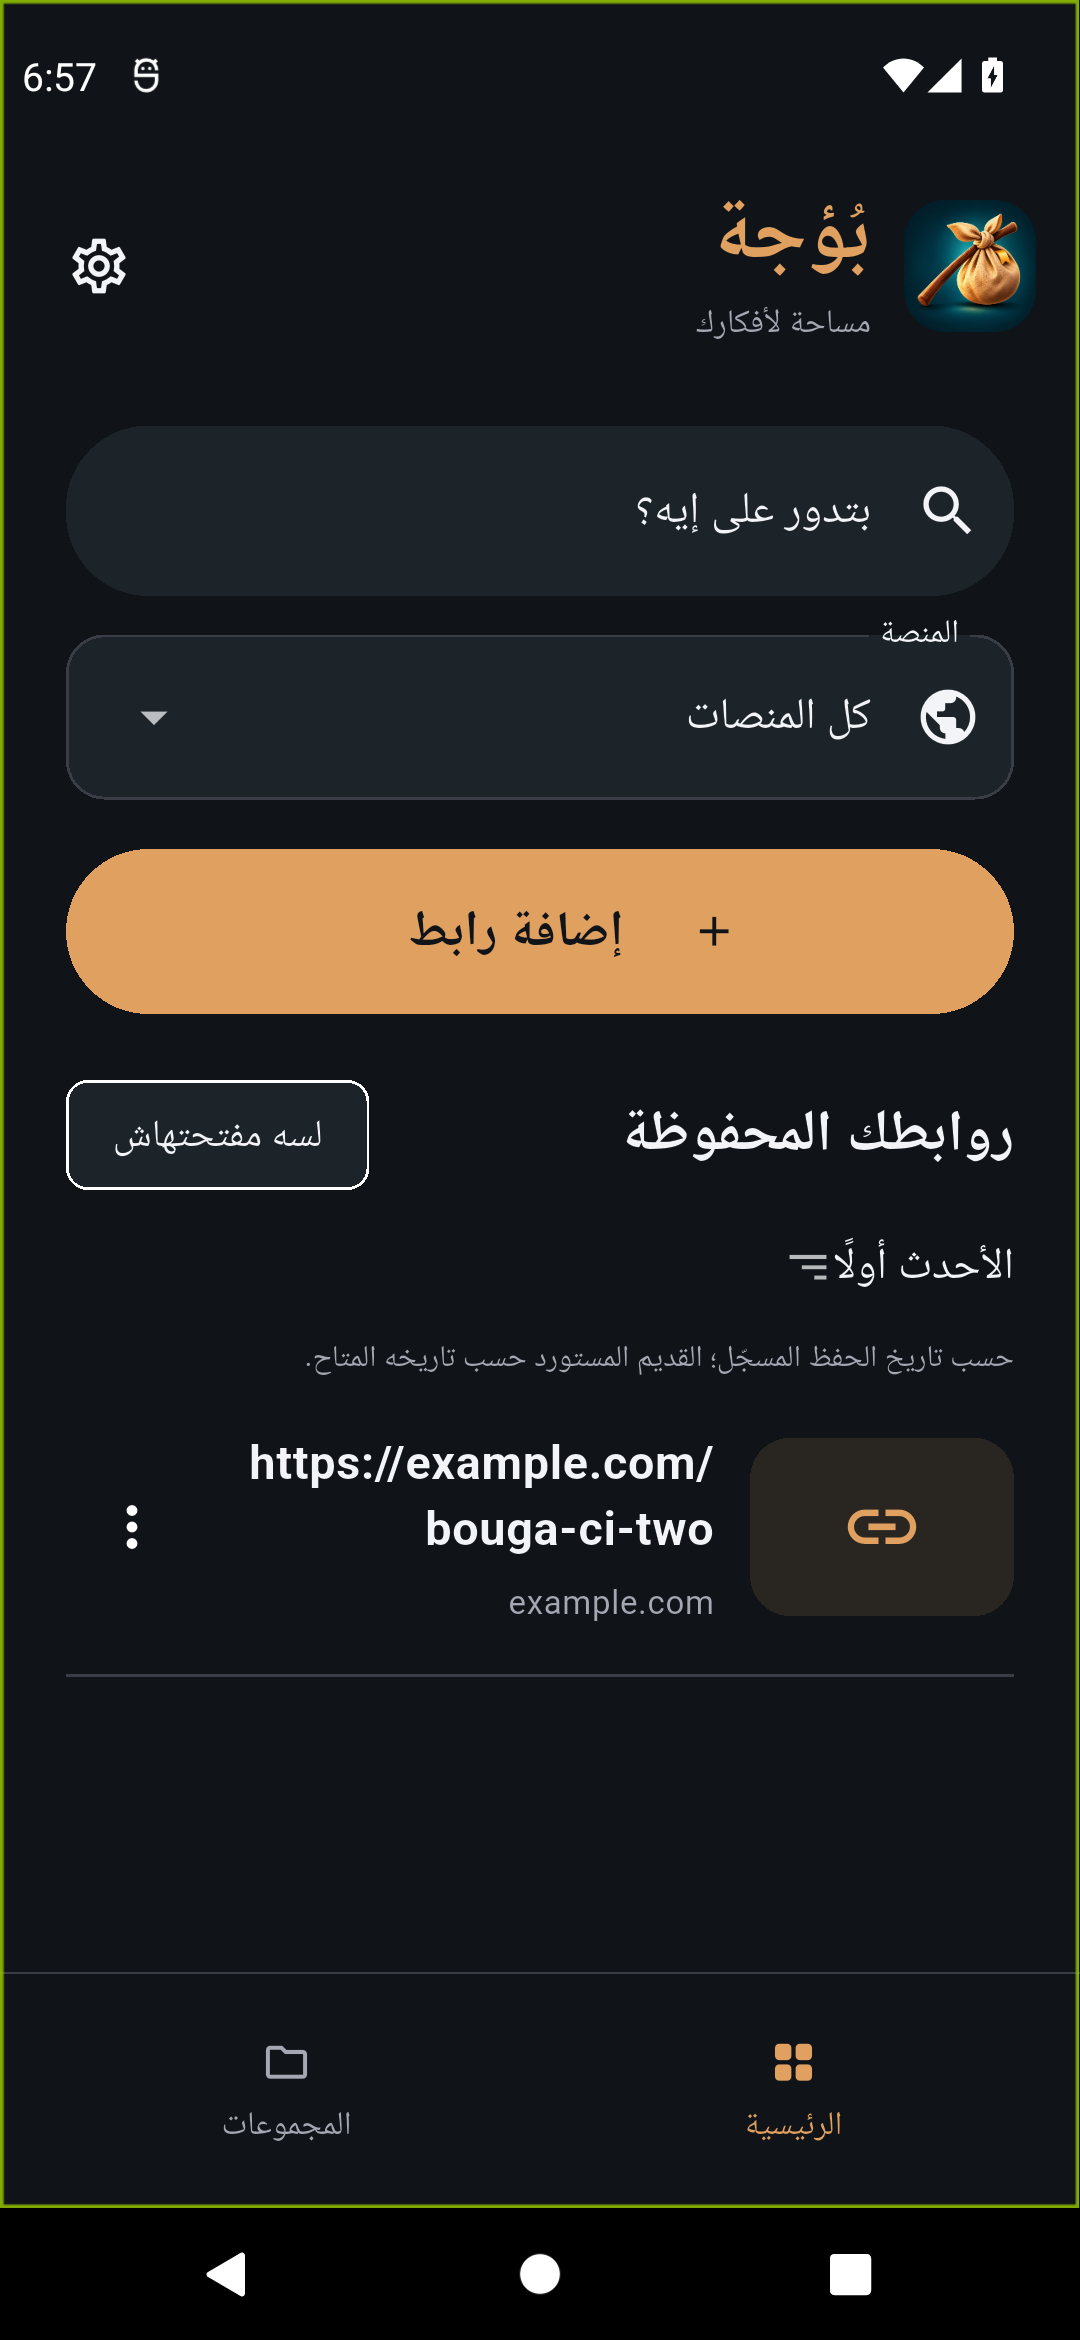 6:57
بُؤجة
مساحة لأفكارك
بتدور على إيه؟
المنصة
كل المنصات
+ إضافة رابط
روابطك المحفوظة
لسه مفتحتهاش
الأحدث أولًا
حسب تاريخ الحفظ المسجّل؛ القديم المستورد حسب تاريخه المتاح.
https://example.com/
bouga-ci-two
example.com
الرئيسية
المجموعات